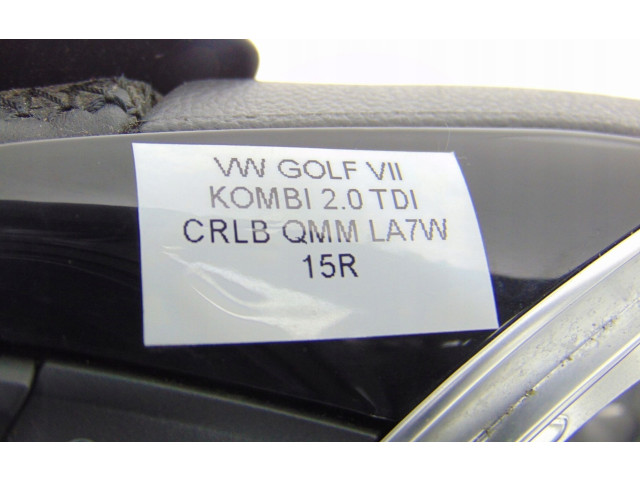 VW GOLF VII
KOMBI 2.0 TDI
CRLB QMM LA7W
15R